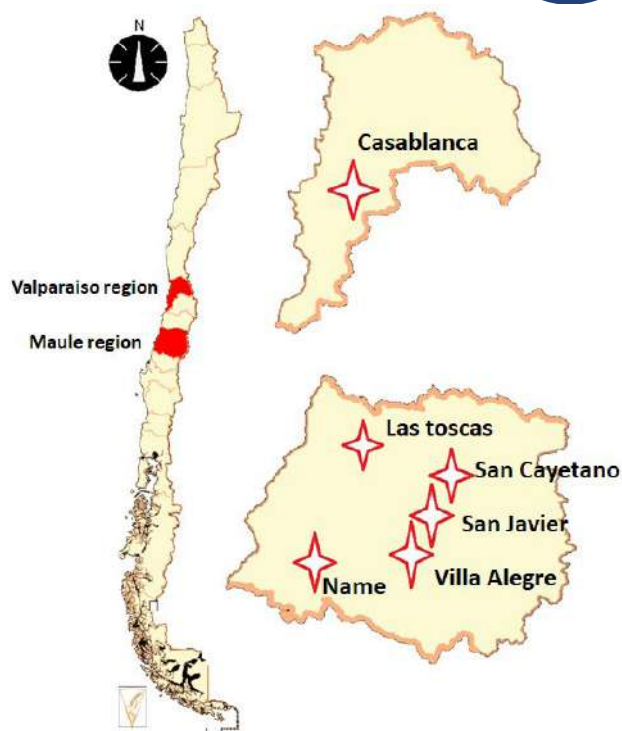 N
Casablanca
Valparaiso region
Maule region
Las toscas
San Cayetano
San Javier
Villa Alegre
Name